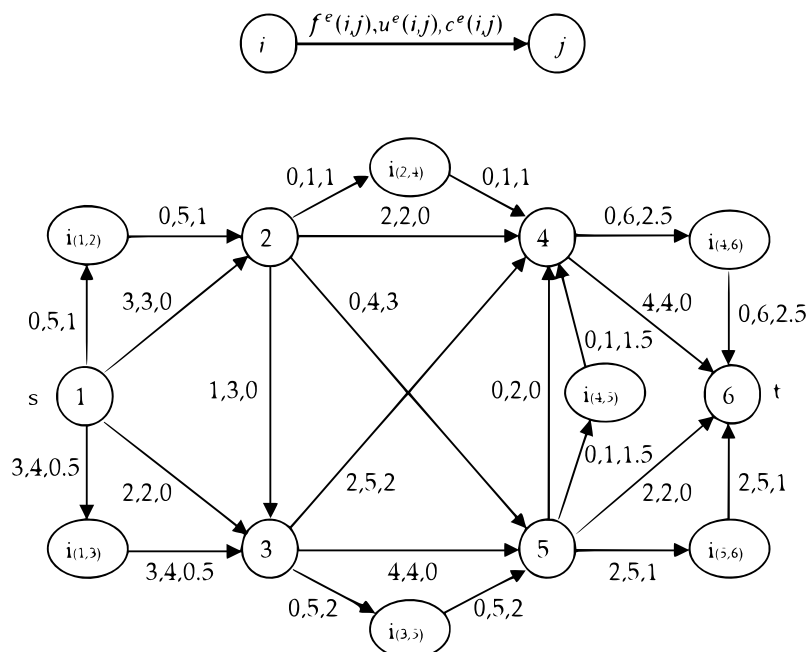 fᵉ(i,j),uᵉ(i,j),cᵉ(i,j)
i
j
i(2,4)
0,1,1
0,1,1
0,5,1
2,2,0
0,6,2.5
i(1,2)
2
4
i(4,6)
0,5,1
3,3,0
0,4,3
4,4,0
0,6,2.5
0,1,1.5
s
1
1,3,0
0,2,0
i(4,5)
6
t
3,4,0.5
2,2,0
2,5,2
0,1,1.5
2,2,0
2,5,1
i(1,3)
3
5
i(5,6)
3,4,0.5
4,4,0
2,5,1
0,5,2
0,5,2
i(3,5)